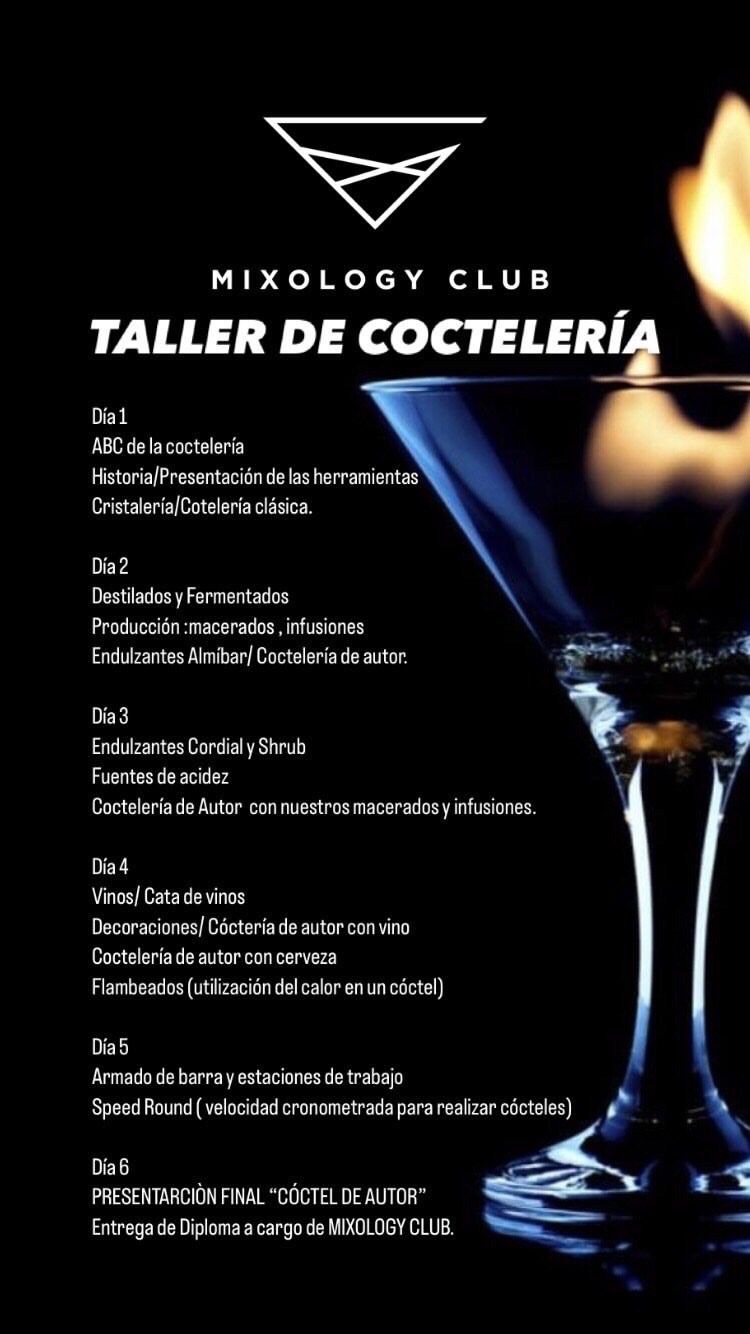 MIXOLOGY CLUB
TALLER DE COCTELERÍA
Día 1
ABC de la coctelería
Historia/Presentación de las herramientas
Cristalería/Cotelería clásica.
Día 2
Destilados y Fermentados
Producción :macerados , infusiones
Endulzantes Almíbar/ Coctelería de autor.
Día 3
Endulzantes Cordial y Shrub
Fuentes de acidez
Coctelería de Autor con nuestros macerados y infusiones.
Día 4
Vinos/ Cata de vinos
Decoraciones/ Cóctería de autor con vino
Coctelería de autor con cerveza
Flambeados (utilización del calor en un cóctel)
Día 5
Armado de barra y estaciones de trabajo
Speed Round ( velocidad cronometrada para realizar cócteles)
Día 6
PRESENTARCIÒN FINAL “CÓCTEL DE AUTOR”
Entrega de Diploma a cargo de MIXOLOGY CLUB.